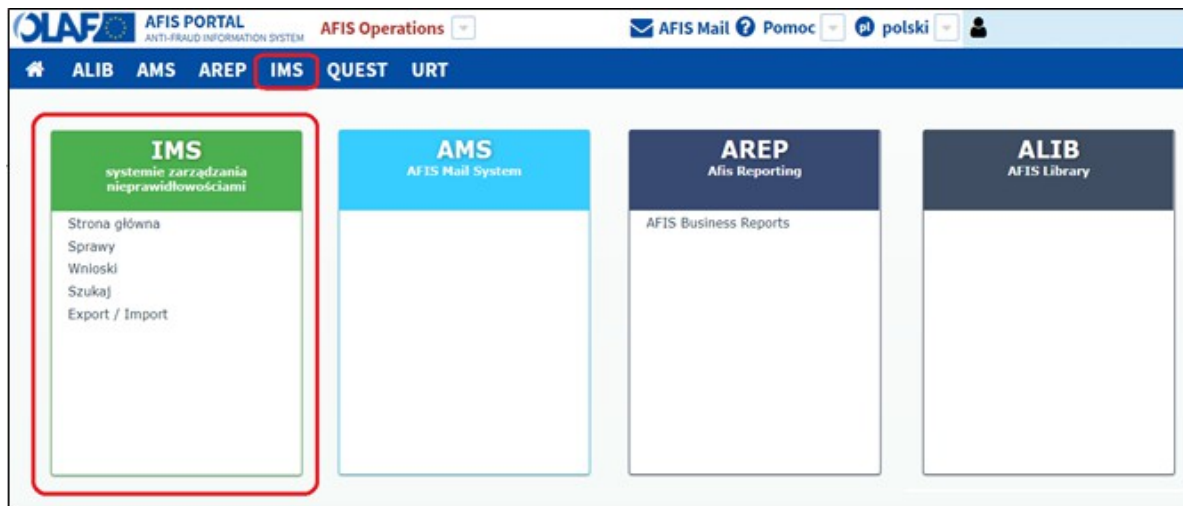 OLAF AFIS PORTAL
ANTI-FRAUD INFORMATION SYSTEM
AFIS Operations
AFIS Mail Pomoc pl polski
ALIB AMS AREP IMS QUEST URT
IMS
systemie zarządzania
nieprawidłowościami
Strona główna
Sprawy
Wnioski
Szukaj
Export / Import
AMS
AFIS Mail System
AREP
Afis Reporting
AFIS Business Reports
ALIB
AFIS Library